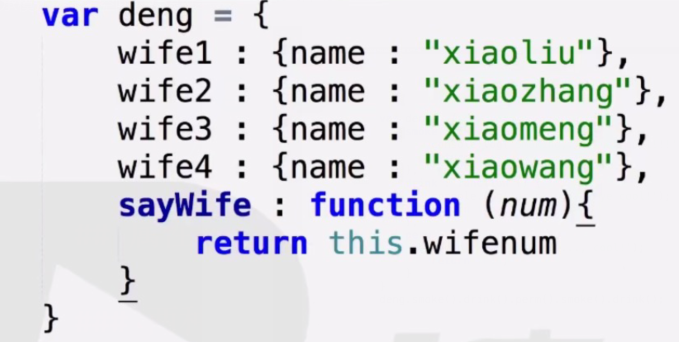 var deng = {
    wife1 : {name : "xiaoliu"},
    wife2 : {name : "xiaozhang"},
    wife3 : {name : "xiaomeng"},
    wife4 : {name : "xiaowang"},
    sayWife : function (num){
        return this.wifenum
    }
}